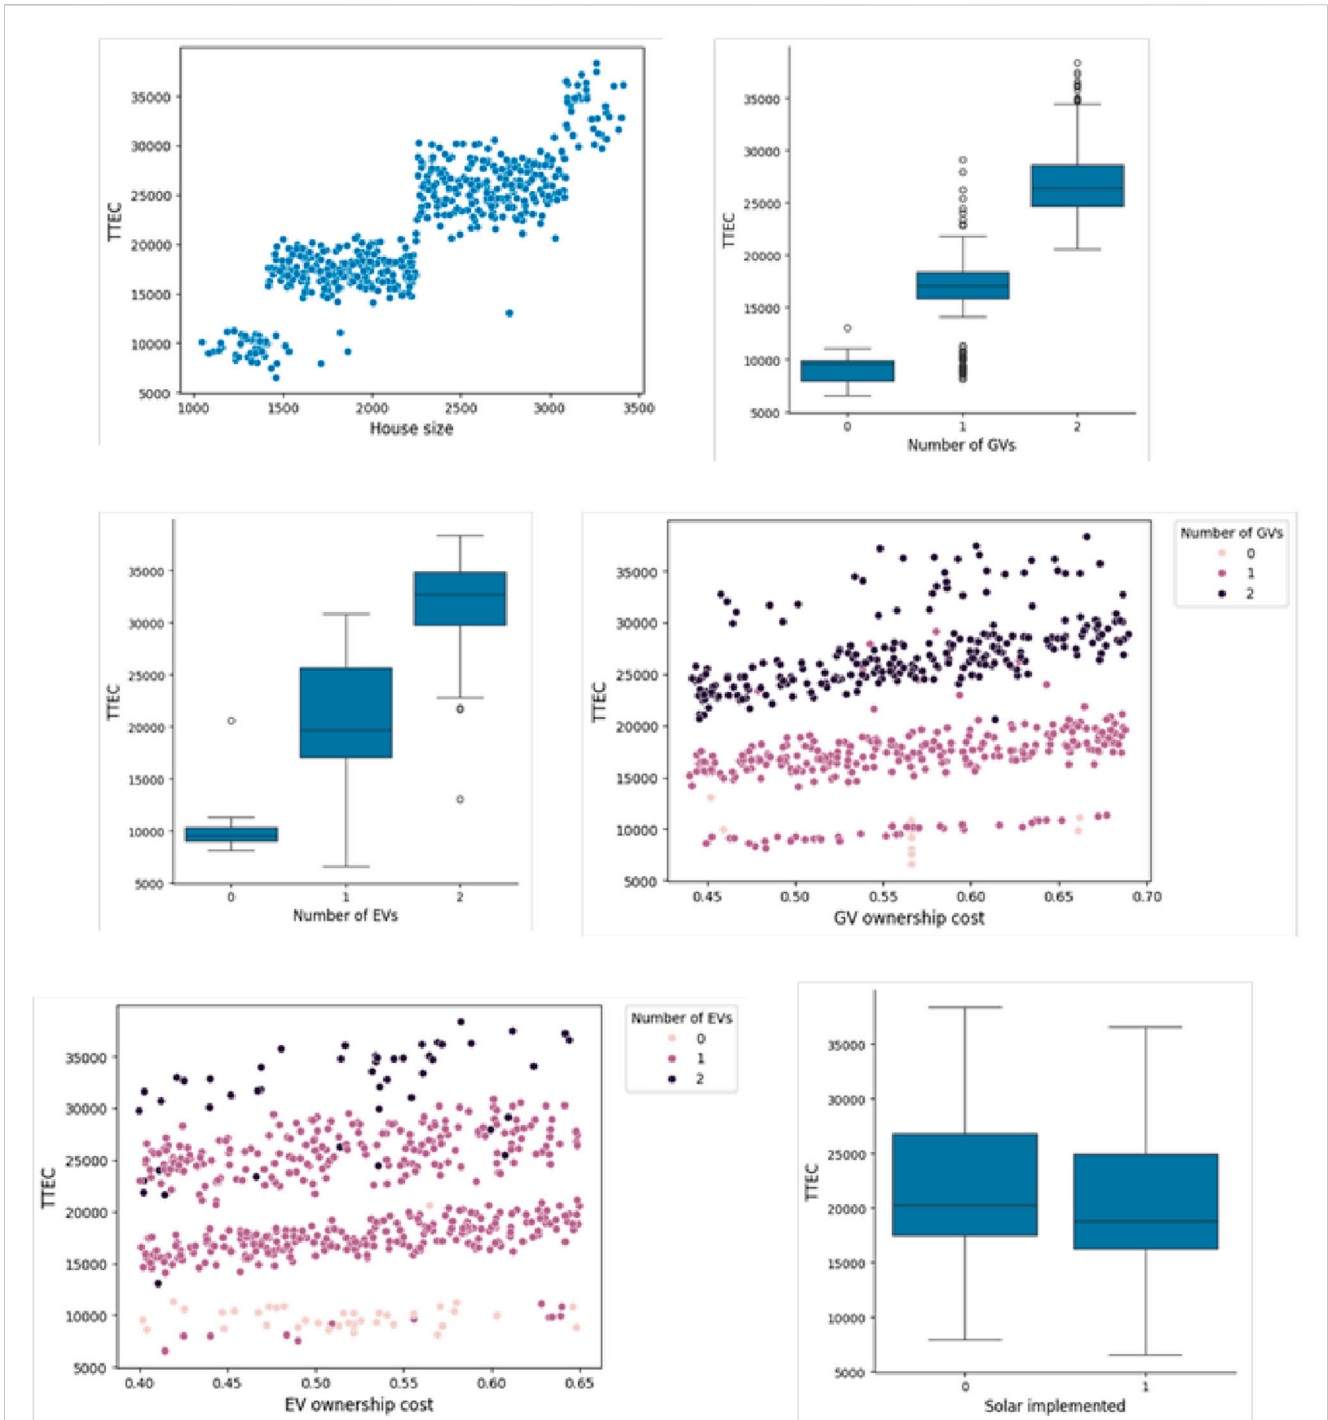 35000
30000
25000
20000
15000
10000
5000
TTEC
1000 1500 2000 2500 3000 3500
House size
35000
30000
25000
20000
15000
10000
5000
TTEC
0 1 2
Number of GVs
35000
30000
25000
20000
15000
10000
5000
TTEC
0 1 2
Number of EVs
35000
30000
25000
20000
15000
10000
5000
TTEC
0.45 0.50 0.55 0.60 0.65 0.70
GV ownership cost
Number of GVs
0
1
2
35000
30000
25000
20000
15000
10000
5000
TTEC
0.40 0.45 0.50 0.55 0.60 0.65
EV ownership cost
Number of EVs
0
1
2
35000
30000
25000
20000
15000
10000
5000
TTEC
0 1
Solar implemented